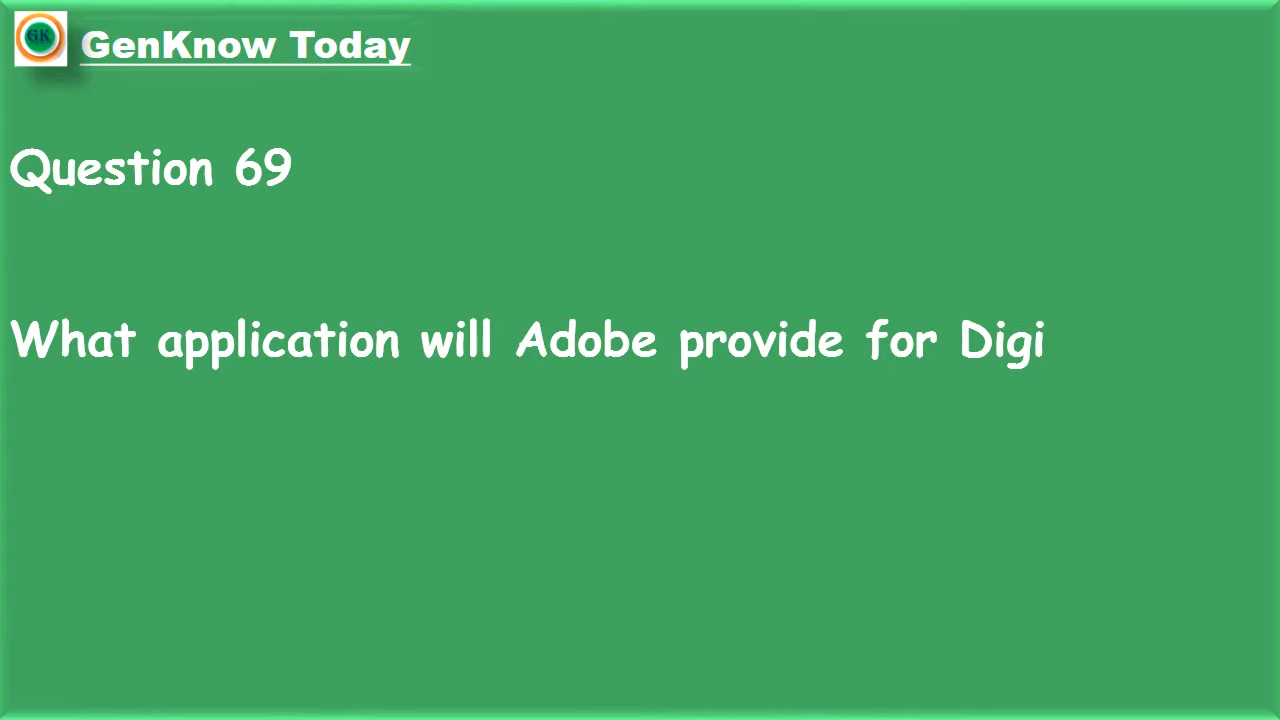 GK
GenKnow Today
Question 69
What application will Adobe provide for Digi